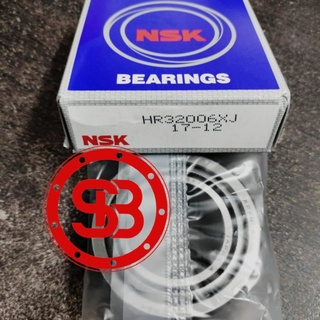 NSK
BEARINGS
HR32006XJ
17-12
NSK
SB